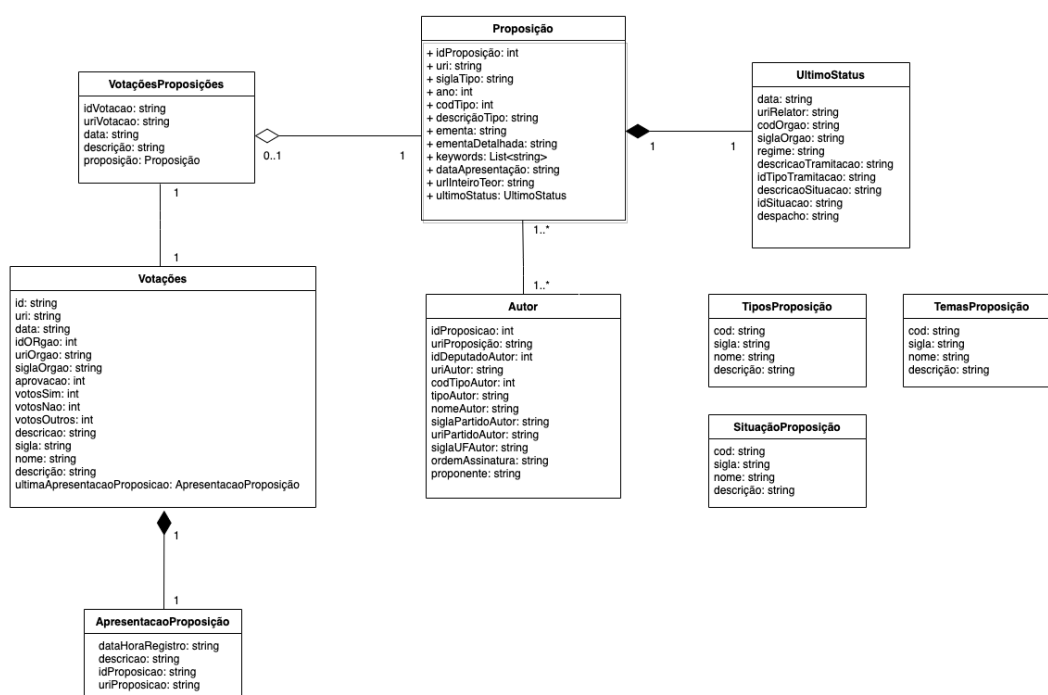 Proposição
+ idProposição: int
+ uri: string
+ siglaTipo: string
+ ano: int
+ codTipo: int
+ descriçãoTipo: string
+ ementa: string
+ ementaDetalhada: string
+ keywords: List<string>
+ dataApresentação: string
+ urlInteiroTeor: string
+ ultimoStatus: UltimoStatus
VotaçõesProposições
idVotacao: string
uriVotacao: string
data: string
descrição: string
proposição: Proposição
0..1
1
1
1
UltimoStatus
data: string
uriRelator: string
codOrgao: string
siglaOrgao: string
regime: string
descricaoTramitacao: string
idTipoTramitacao: string
descricaoSituacao: string
idSituacao: string
despacho: string
1
1
1..*
1..*
Votações
id: string
uri: string
data: string
idORgao: int
uriOrgao: string
siglaOrgao: string
aprovacao: int
votosSim: int
votosNao: int
votosOutros: int
descricao: string
sigla: string
nome: string
descrição: string
ultimaApresentacaoProposicao: ApresentacaoProposição
Autor
idProposicao: int
uriProposição: string
idDeputadoAutor: int
uriAutor: string
codTipoAutor: int
tipoAutor: string
nomeAutor: string
siglaPartidoAutor: string
uriPartidoAutor: string
siglaUFAutor: string
ordemAssinatura: string
proponente: string
TiposProposição
cod: string
sigla: string
nome: string
descrição: string
TemasProposição
cod: string
sigla: string
nome: string
descrição: string
SituaçãoProposição
cod: string
sigla: string
nome: string
descrição: string
1
1
ApresentacaoProposição
dataHoraRegistro: string
descricao: string
idProposicao: string
uriProposicao: string